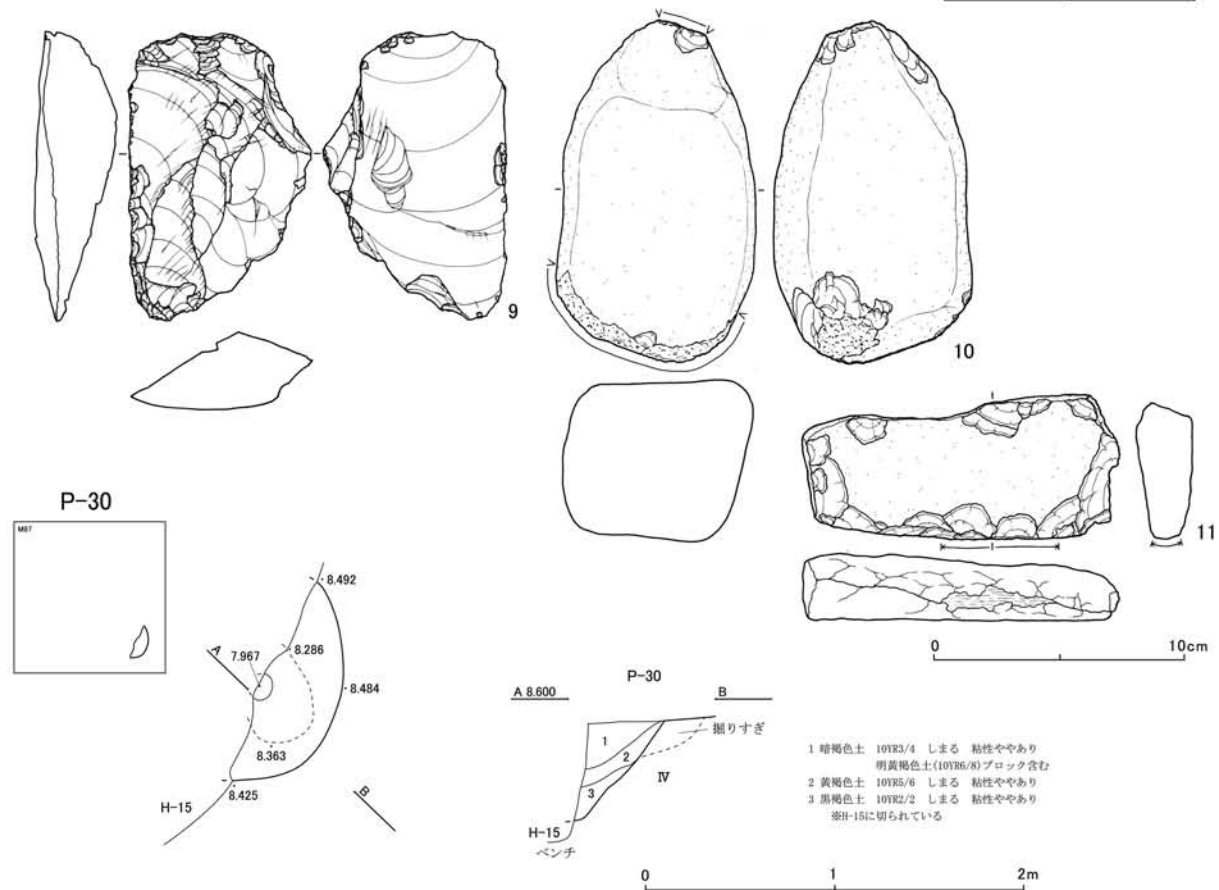 9
10
11
0 10cm
P-30
M87
8.492
8.286
7.967
A
8.484
8.363
8.425
H-15
B
P-30
A 8.600 B
掘りすぎ
1
2
3
Ⅳ
H-15
ベンチ
1 暗褐色土 10YR3/4 しまる 粘性ややあり
明黄褐色土(10YR6/8)ブロック含む
2 黄褐色土 10YR5/6 しまる 粘性ややあり
3 黒褐色土 10YR2/2 しまる 粘性ややあり
※H-15に切られている
0 1 2m